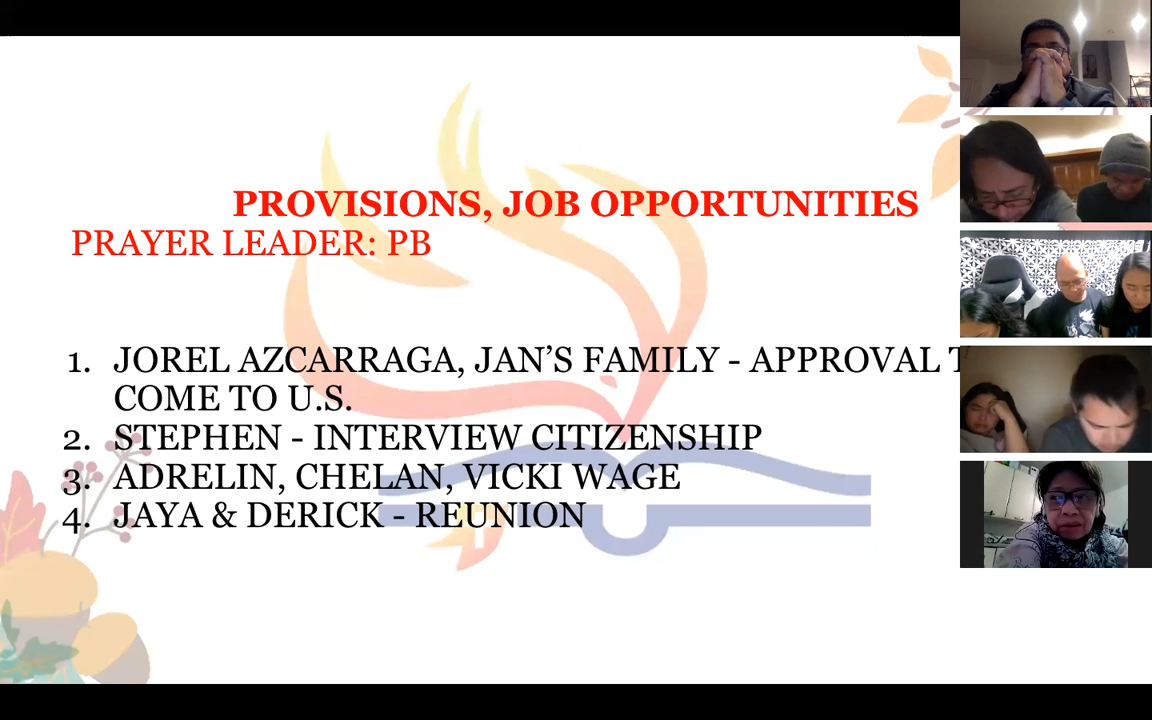 PROVISIONS, JOB OPPORTUNITIES
PRAYER LEADER: PB
1. JOREL AZCARRAGA, JAN’S FAMILY - APPROVAL
COME TO U.S.
2. STEPHEN - INTERVIEW CITIZENSHIP
3. ADRELIN, CHELAN, VICKI WAGE
4. JAYA & DERICK - REUNION